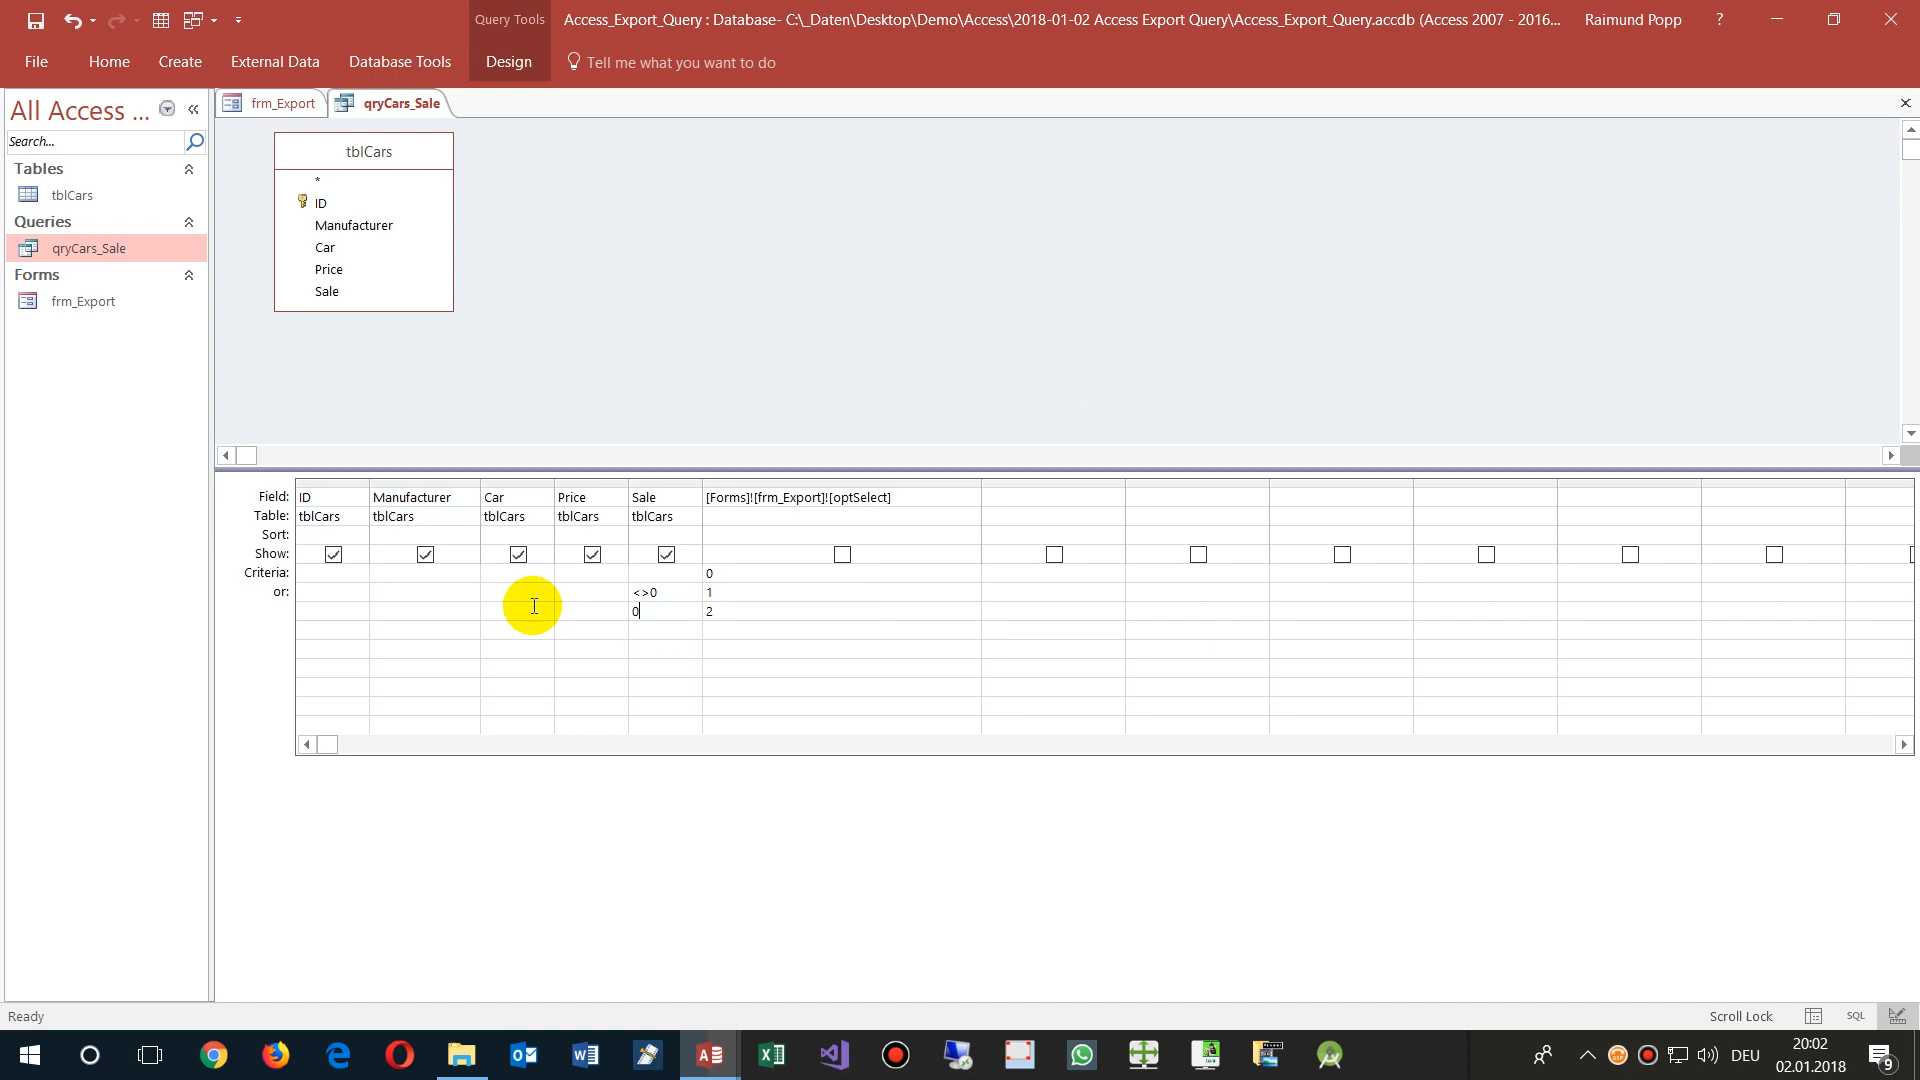 Query Tools
Access_Export_Query : Database- C:\_Daten\Desktop\Demo\Access\2018-01-02 Access Export Query\Access_Export_Query.accdb (Access 2007 - 2016...
Raimund Popp
?
File
Home
Create
External Data
Database Tools
Design
Tell me what you want to do
All Access ...
Search...
Tables
tblCars
Queries
qryCars_Sale
Forms
frm_Export
frm_Export
qryCars_Sale
tblCars
*
ID
Manufacturer
Car
Price
Sale
Field: ID Manufacturer Car Price Sale [Forms]![frm_Export]![optSelect]
Table: tblCars tblCars tblCars tblCars tblCars
Sort:
Show:
Criteria: 0
or: <>0 1
0 2
Ready
Scroll Lock
SQL
DEU
20:02
02.01.2018
9